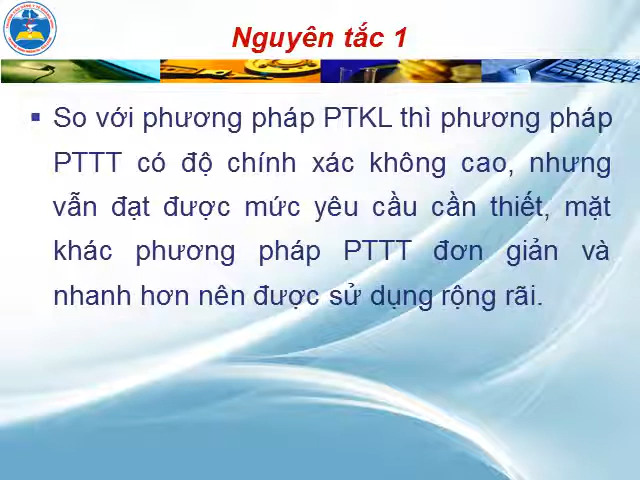 Nguyên tắc 1
So với phương pháp PTKL thì phương pháp
PTTT có độ chính xác không cao, nhưng
vẫn đạt được mức yêu cầu cần thiết, mặt
khác phương pháp PTTT đơn giản và
nhanh hơn nên được sử dụng rộng rãi.